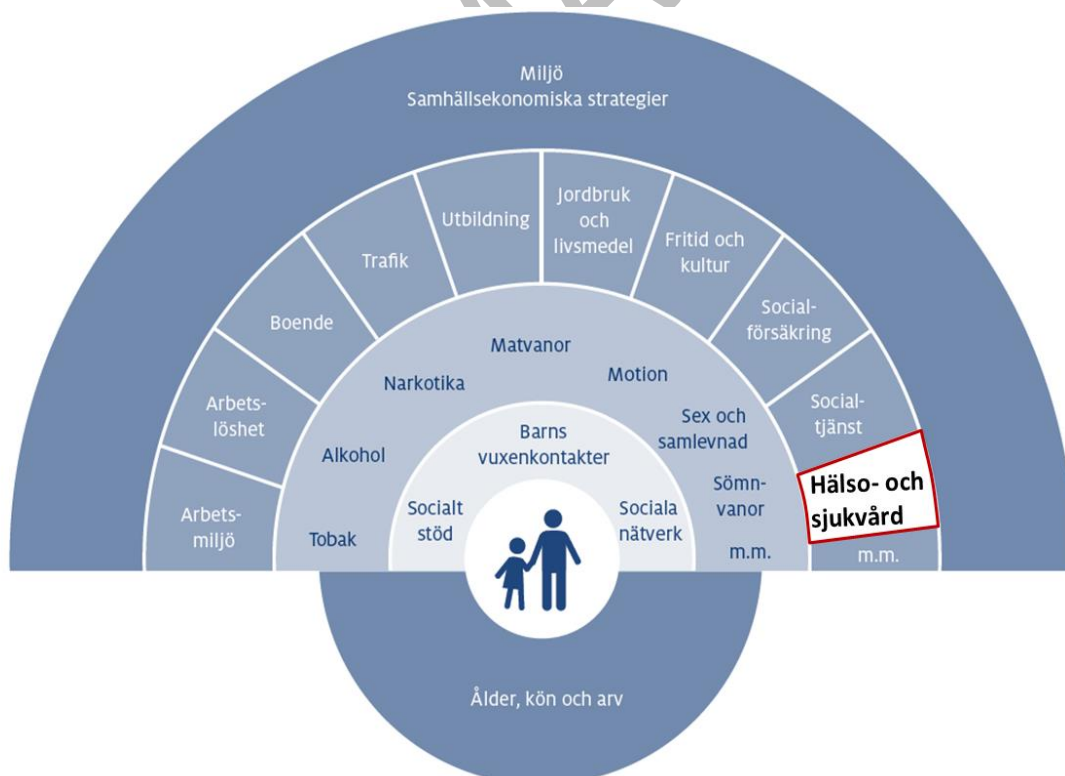 Miljö
Samhällsekonomiska strategier
Arbets-
miljö
Arbets-
löshet
Boende
Trafik
Utbildning
Jordbruk
och
livsmedel
Fritid och
kultur
Social-
försäkring
Social-
tjänst
Hälso- och
sjukvård
m.m.
Tobak
Alkohol
Narkotika
Matvanor
Motion
Sex och
samlevnad
Sömn-
vanor
m.m.
Socialt
stöd
Barns
vuxenkontakter
Sociala
nätverk
Ålder, kön och arv